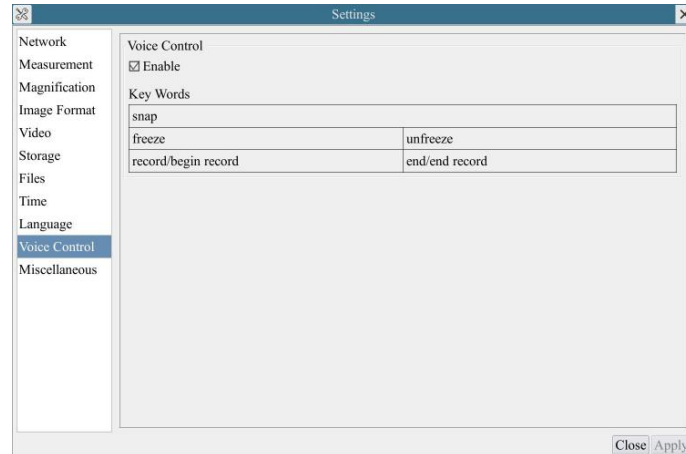 Settings
Network
Measurement
Magnification
Image Format
Video
Storage
Files
Time
Language
Voice Control
Miscellaneous
Voice Control
Enable
Key Words
snap
freeze unfreeze
record/begin record end/end record
Close Apply